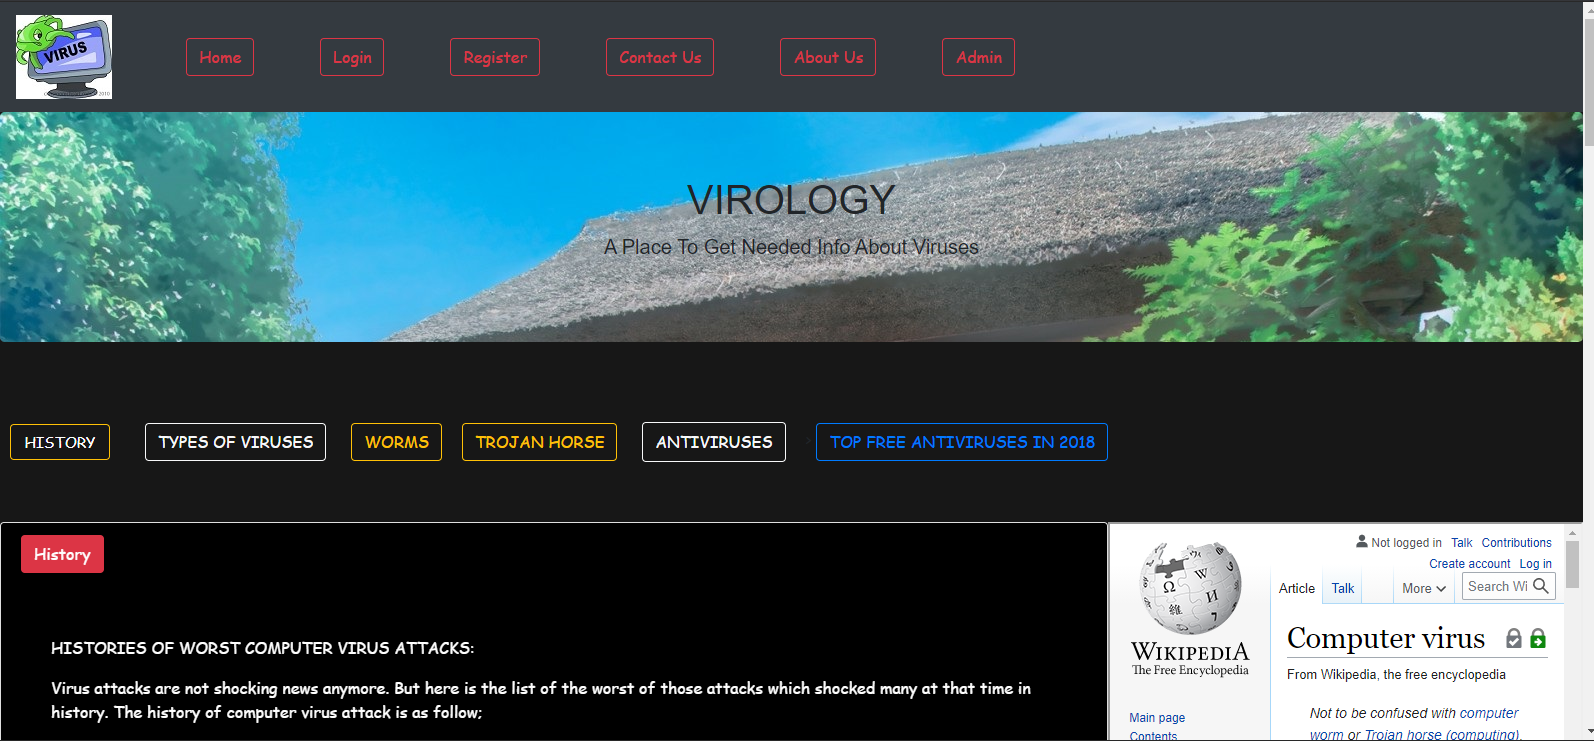 VIRUS
Home Login Register Contact Us About Us Admin
VIROLOGY
A Place To Get Needed Info About Viruses
HISTORY TYPES OF VIRUSES WORMS TROJAN HORSE ANTIVIRUSES > TOP FREE ANTIVIRUSES IN 2018
History
HISTORIES OF WORST COMPUTER VIRUS ATTACKS:
Virus attacks are not shocking news anymore. But here is the list of the worst of those attacks which shocked many at that time in
history. The history of computer virus attack is as follow;
Not logged in Talk Contributions
Create account Log in
Article Talk More Search Wi
WIKIPEDIA
The Free Encyclopedia
Main page
Contents
Computer virus
From Wikipedia, the free encyclopedia
Not to be confused with computer
worm or Trojan horse (computing).